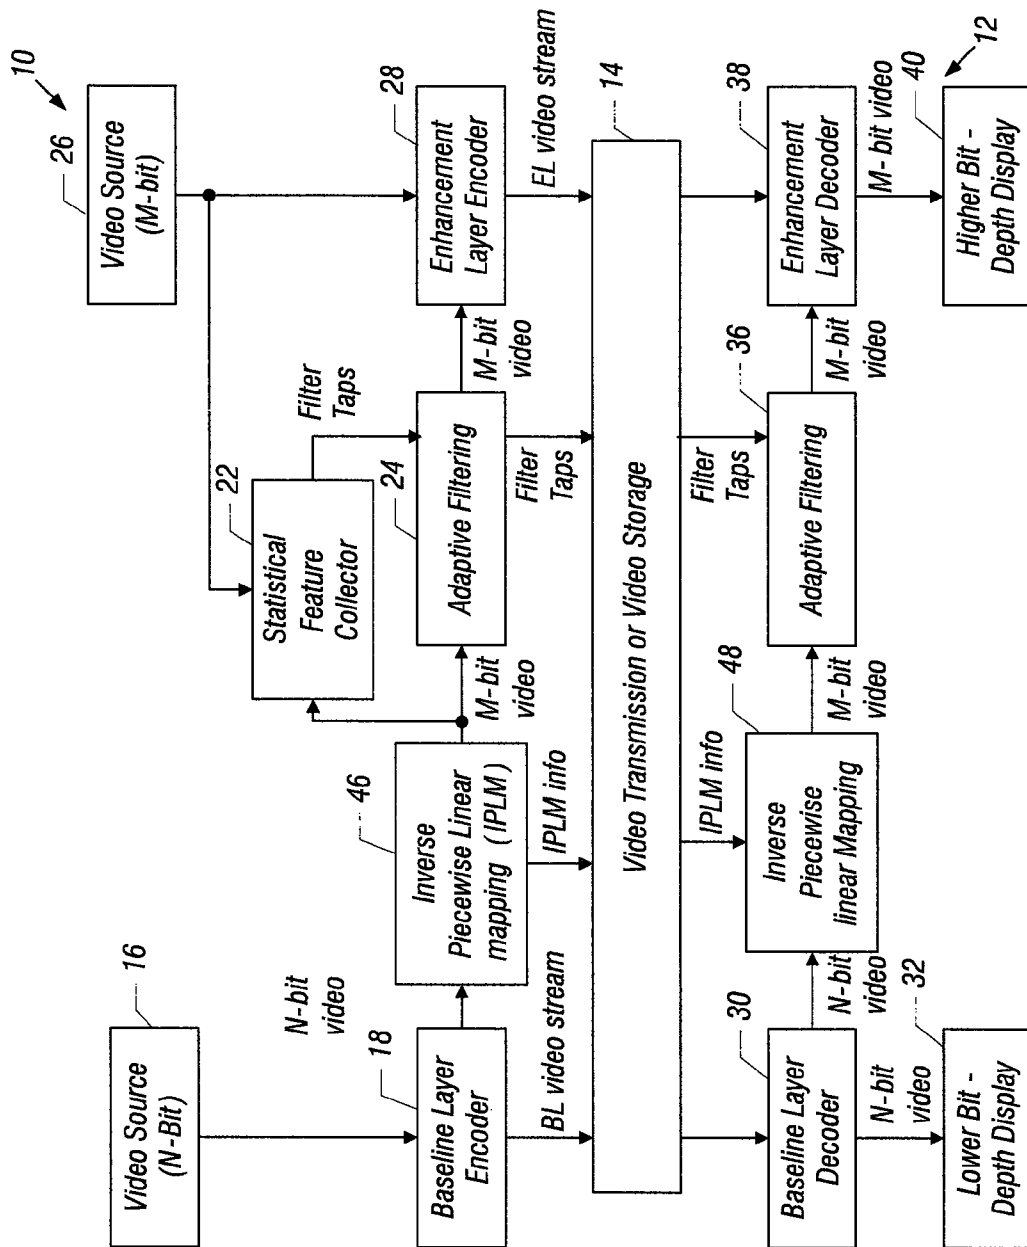 10
26
Video Source
(M-bit)
16
Video Source
(N-Bit)
22
Statistical
Feature
Collector
Filter
Taps
28
Enhancement
Layer Encoder
24
Adaptive Filtering
M-bit
video
46
Inverse
Piecewise Linear
mapping (IPLM)
M-bit
video
N-bit
video
18
Baseline Layer
Encoder
BL video stream
IPLM info
Filter
Taps
EL video stream
14
Video Transmission or Video Storage
30
Baseline Layer
Decoder
N-bit
video
IPLM info
48
Inverse
Piecewise
linear Mapping
M-bit
video
Filter
Taps
36
Adaptive Filtering
M-bit
video
38
Enhancement
Layer Decoder
N-bit
video
32
Lower Bit -
Depth Display
M-bit video
40
Higher Bit -
Depth Display
12